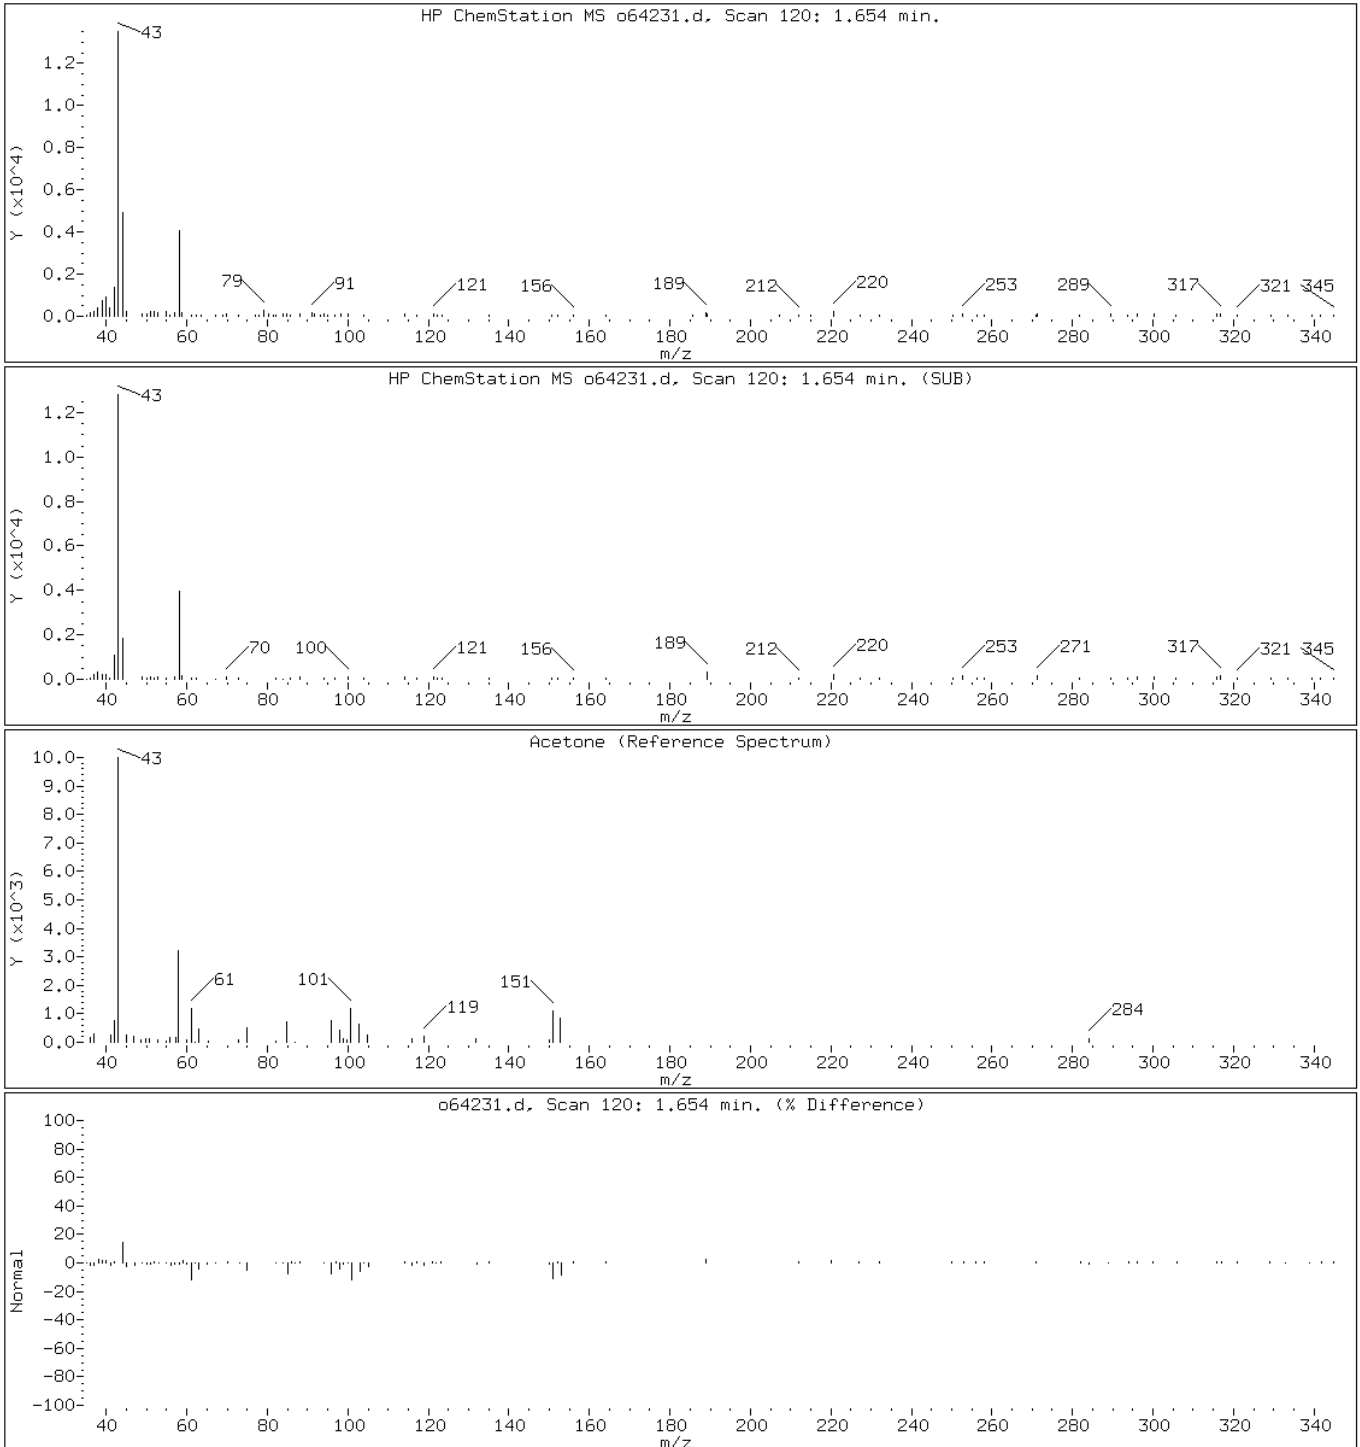 HP ChemStation MS o64231.d, Scan 120: 1.654 min.
43
1.2
1.0
0.8
0.6
0.4
0.2
0.0
Y (x10^4)
79 91 121 156 189 212 220 253 289 317 321 345
40 60 80 100 120 140 160 180 200 220 240 260 280 300 320 340
m/z
HP ChemStation MS o64231.d, Scan 120: 1.654 min. (SUB)
43
1.2
1.0
0.8
0.6
0.4
0.2
0.0
Y (x10^4)
70 100 121 156 189 212 220 253 271 317 321 345
40 60 80 100 120 140 160 180 200 220 240 260 280 300 320 340
m/z
Acetone (Reference Spectrum)
43
10.0
9.0
8.0
7.0
6.0
5.0
4.0
3.0
2.0
1.0
0.0
Y (x10^3)
61 101 119 151 284
40 60 80 100 120 140 160 180 200 220 240 260 280 300 320 340
m/z
o64231.d, Scan 120: 1.654 min. (% Difference)
100
80
60
40
20
0
-20
-40
-60
-80
-100
Normal
40 60 80 100 120 140 160 180 200 220 240 260 280 300 320 340
m/z